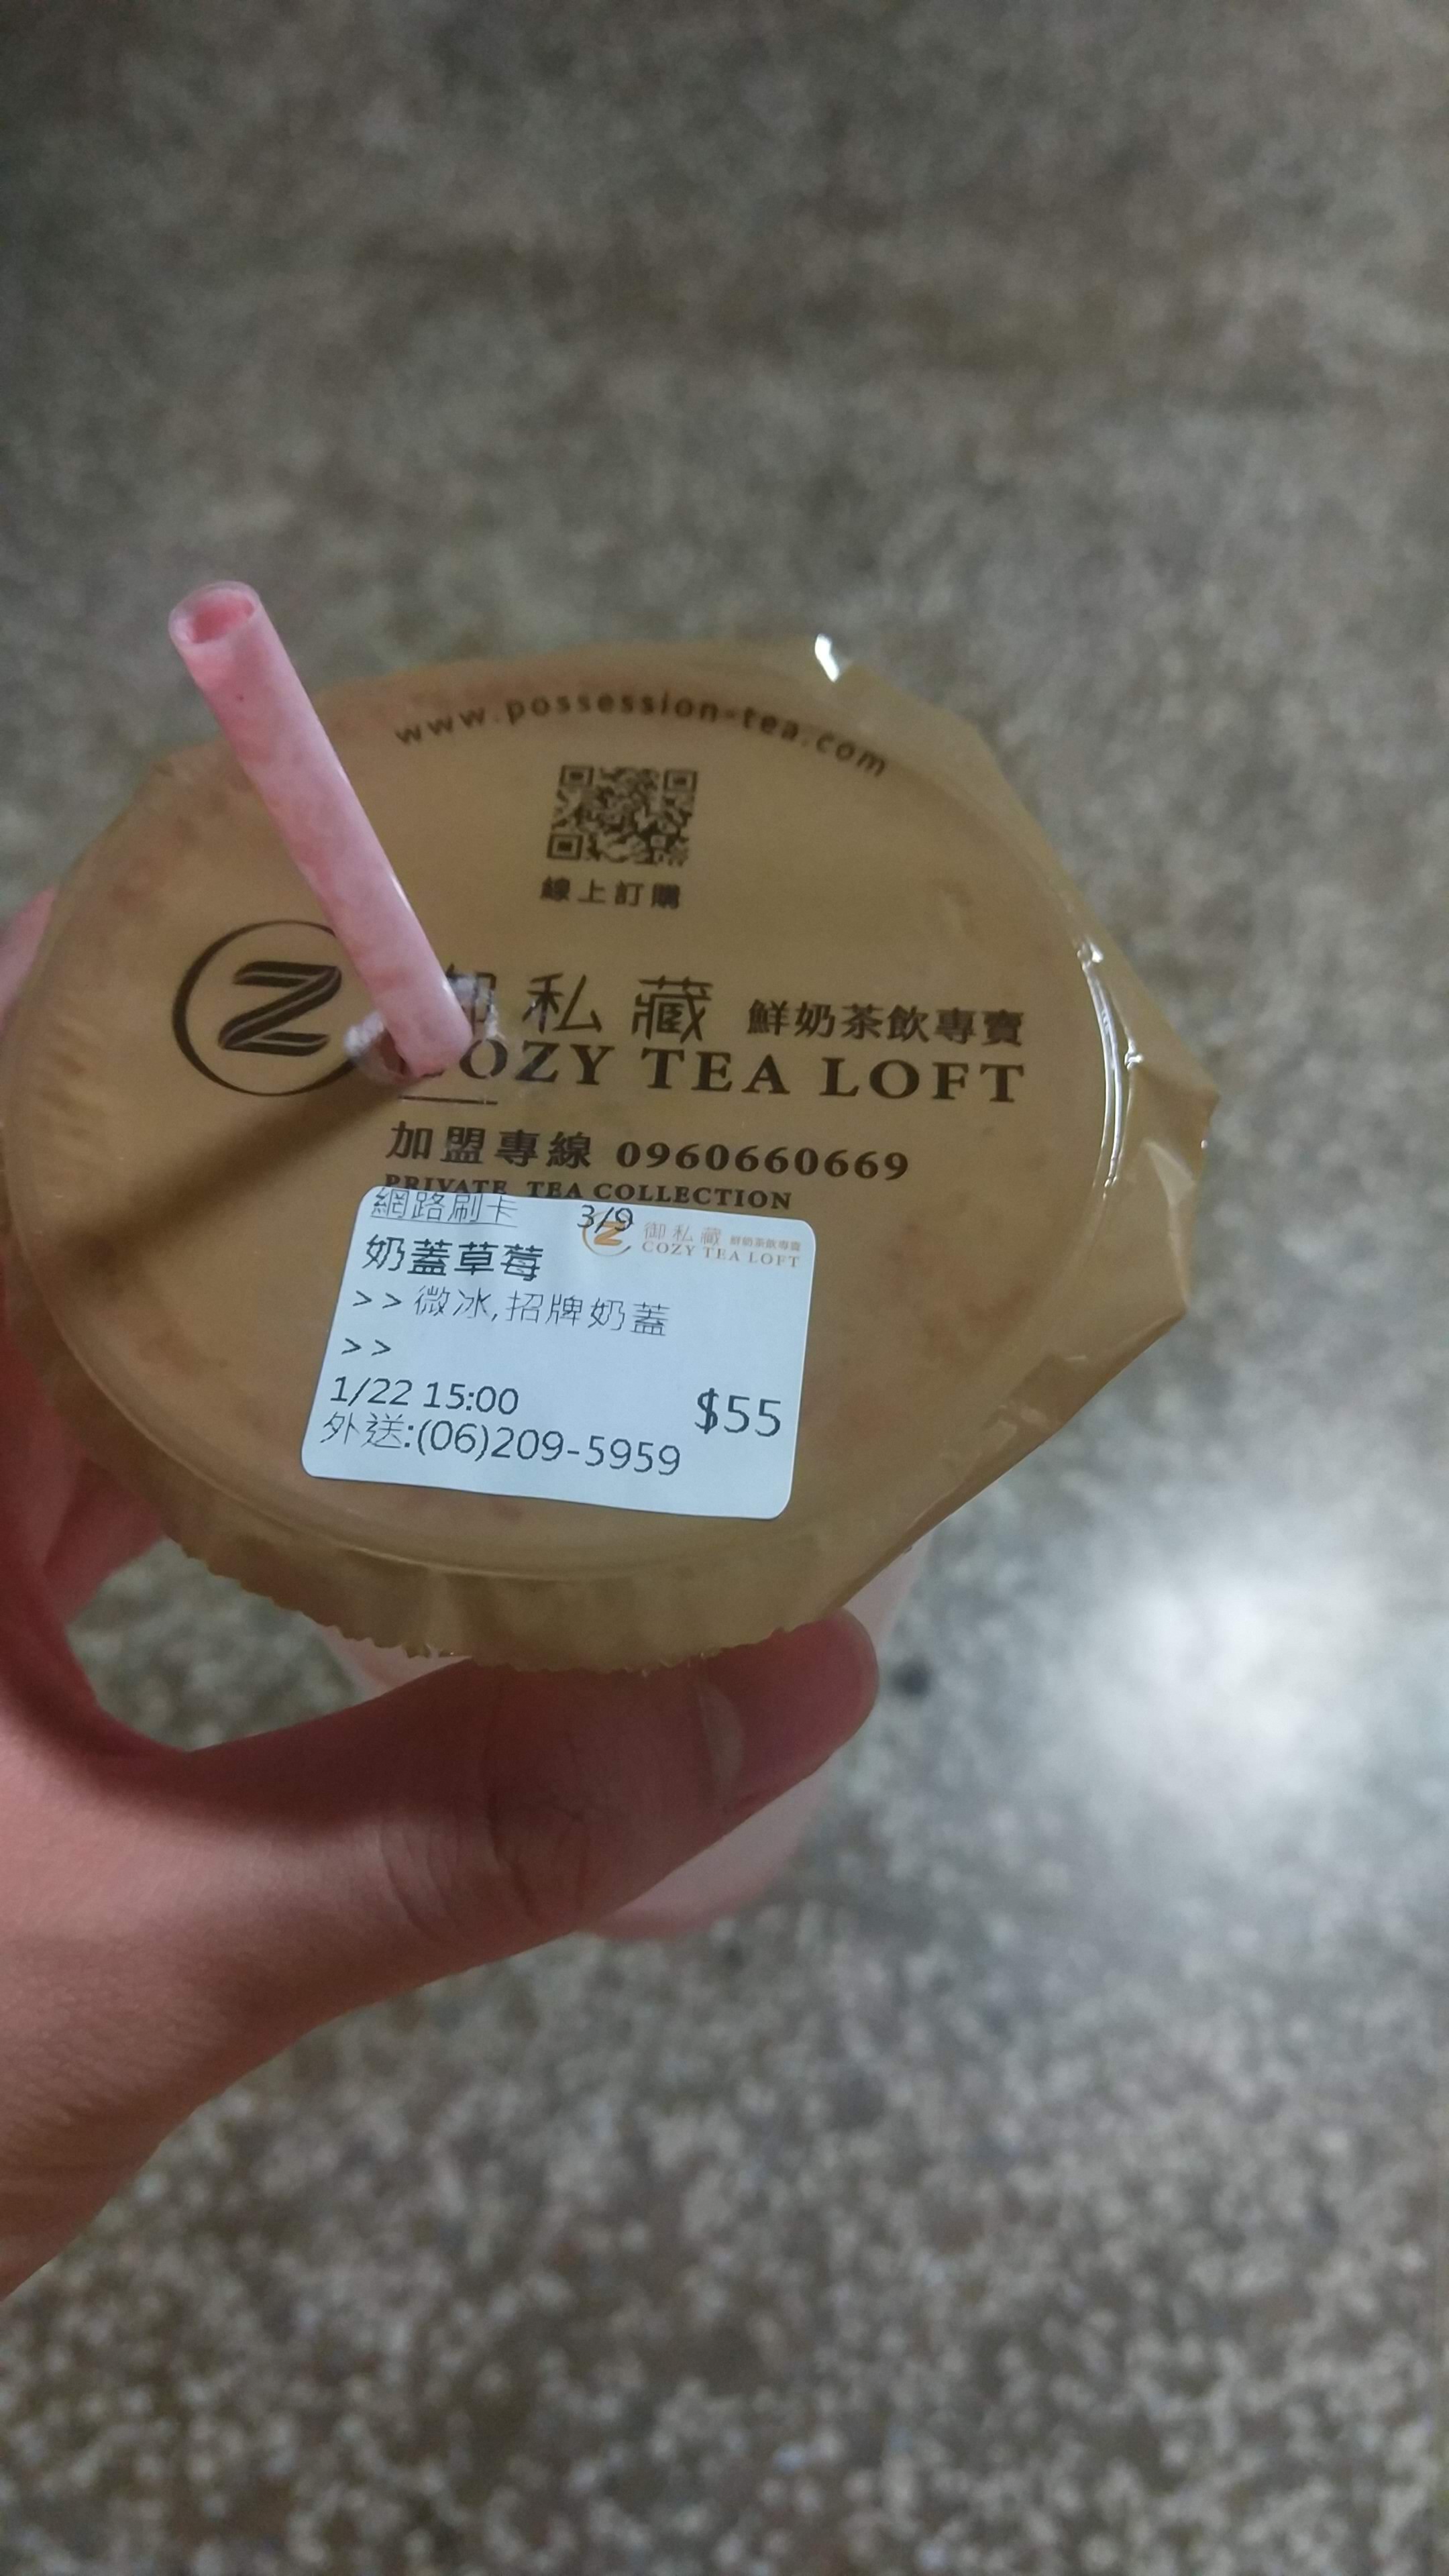 www.possession-tea.com
線上訂購
Z
御私藏 鮮奶茶飲專賣
COZY TEA LOFT
加盟專線 0960660669
PRIVATE TEA COLLECTION
網路刷卡 3/9
Z 御私藏 鮮奶茶飲專賣
COZY TEA LOFT
奶蓋草莓
>>微冰,招牌奶蓋
>>
1/22 15:00 $55
外送:(06)209-5959